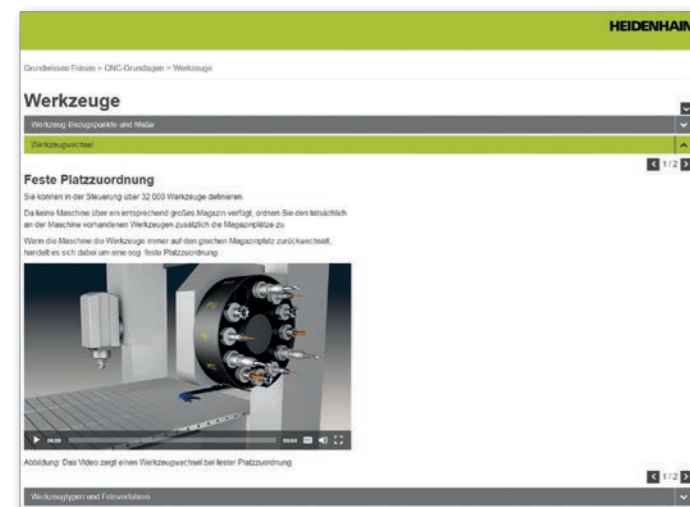 HEIDENHAIN
Grundwissen Fräsen > CNC-Grundlagen > Werkzeuge
Werkzeuge
Werkzeug-Bezugspunkte und Maße
Werkzeugwechsel
1 / 2
Feste Platzzuordnung
Sie können in der Steuerung über 32 000 Werkzeuge definieren.
Da keine Maschine über ein entsprechend großes Magazin verfügt, ordnen Sie den tatsächlich
an der Maschine vorhandenen Werkzeugen zusätzlich die Magazinplätze zu.
Wenn die Maschine die Werkzeuge immer auf den gleichen Magazinplatz zurückwechselt,
handelt es sich dabei um eine sog. feste Platzzuordnung.
00:00
00:00
Abbildung: Das Video zeigt einen Werkzeugwechsel bei fester Platzzuordnung.
1 / 2
Werkzeugtypen und Fräsverfahren